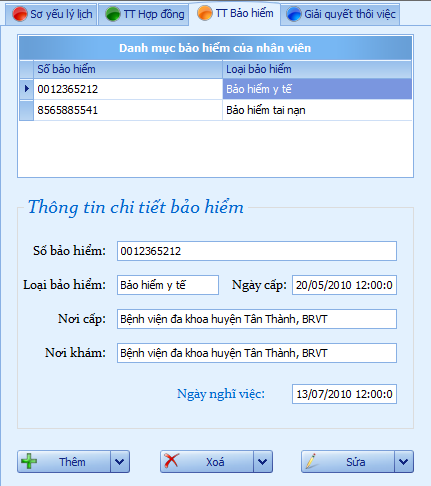 Sơ yếu lý lịch TT Hợp đồng TT Bảo hiểm Giải quyết thôi việc
Danh mục bảo hiểm của nhân viên
Số bảo hiểm Loại bảo hiểm
0012365212 Bảo hiểm y tế
8565885541 Bảo hiểm tai nạn
Thông tin chi tiết bảo hiểm
Số bảo hiểm: 0012365212
Loại bảo hiểm: Bảo hiểm y tế Ngày cấp: 20/05/2010 12:00:0
Nơi cấp: Bệnh viện đa khoa huyện Tân Thành, BRVT
Nơi khám: Bệnh viện đa khoa huyện Tân Thành, BRVT
Ngày nghĩ việc: 13/07/2010 12:00:0
Thêm Xoá Sửa